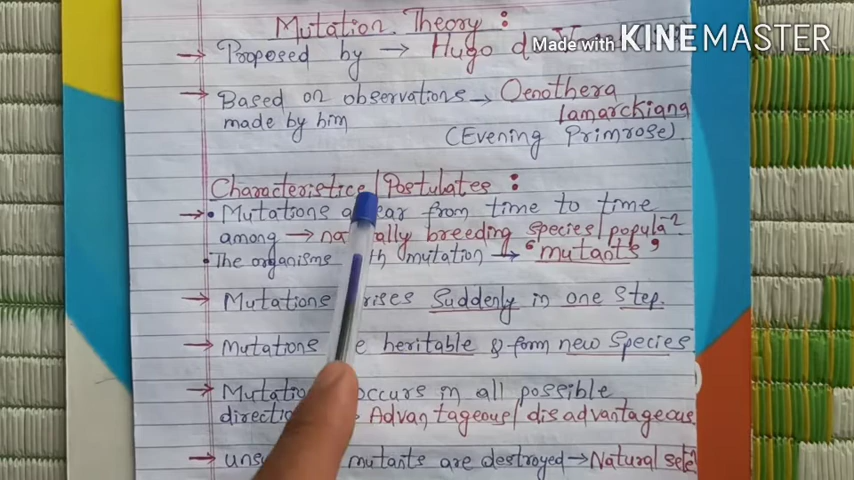 Mutation Theory :
→ Proposed by → Hugo d
Made with KINEMASTER
→ Based on observations → Oenothera
made by him lamarckiana
(Evening Primrose)
Characteristice/Postulates :
→ • Mutations from time to time
among → breeding species/popula-
• The organisms mutation → "mutants"
→ Mutations Suddenly in one step.
→ Mutations heritable & form new species
→ occurs in all possible
Advantageous/disadvantageous
→ mutants are destroyed → Natural